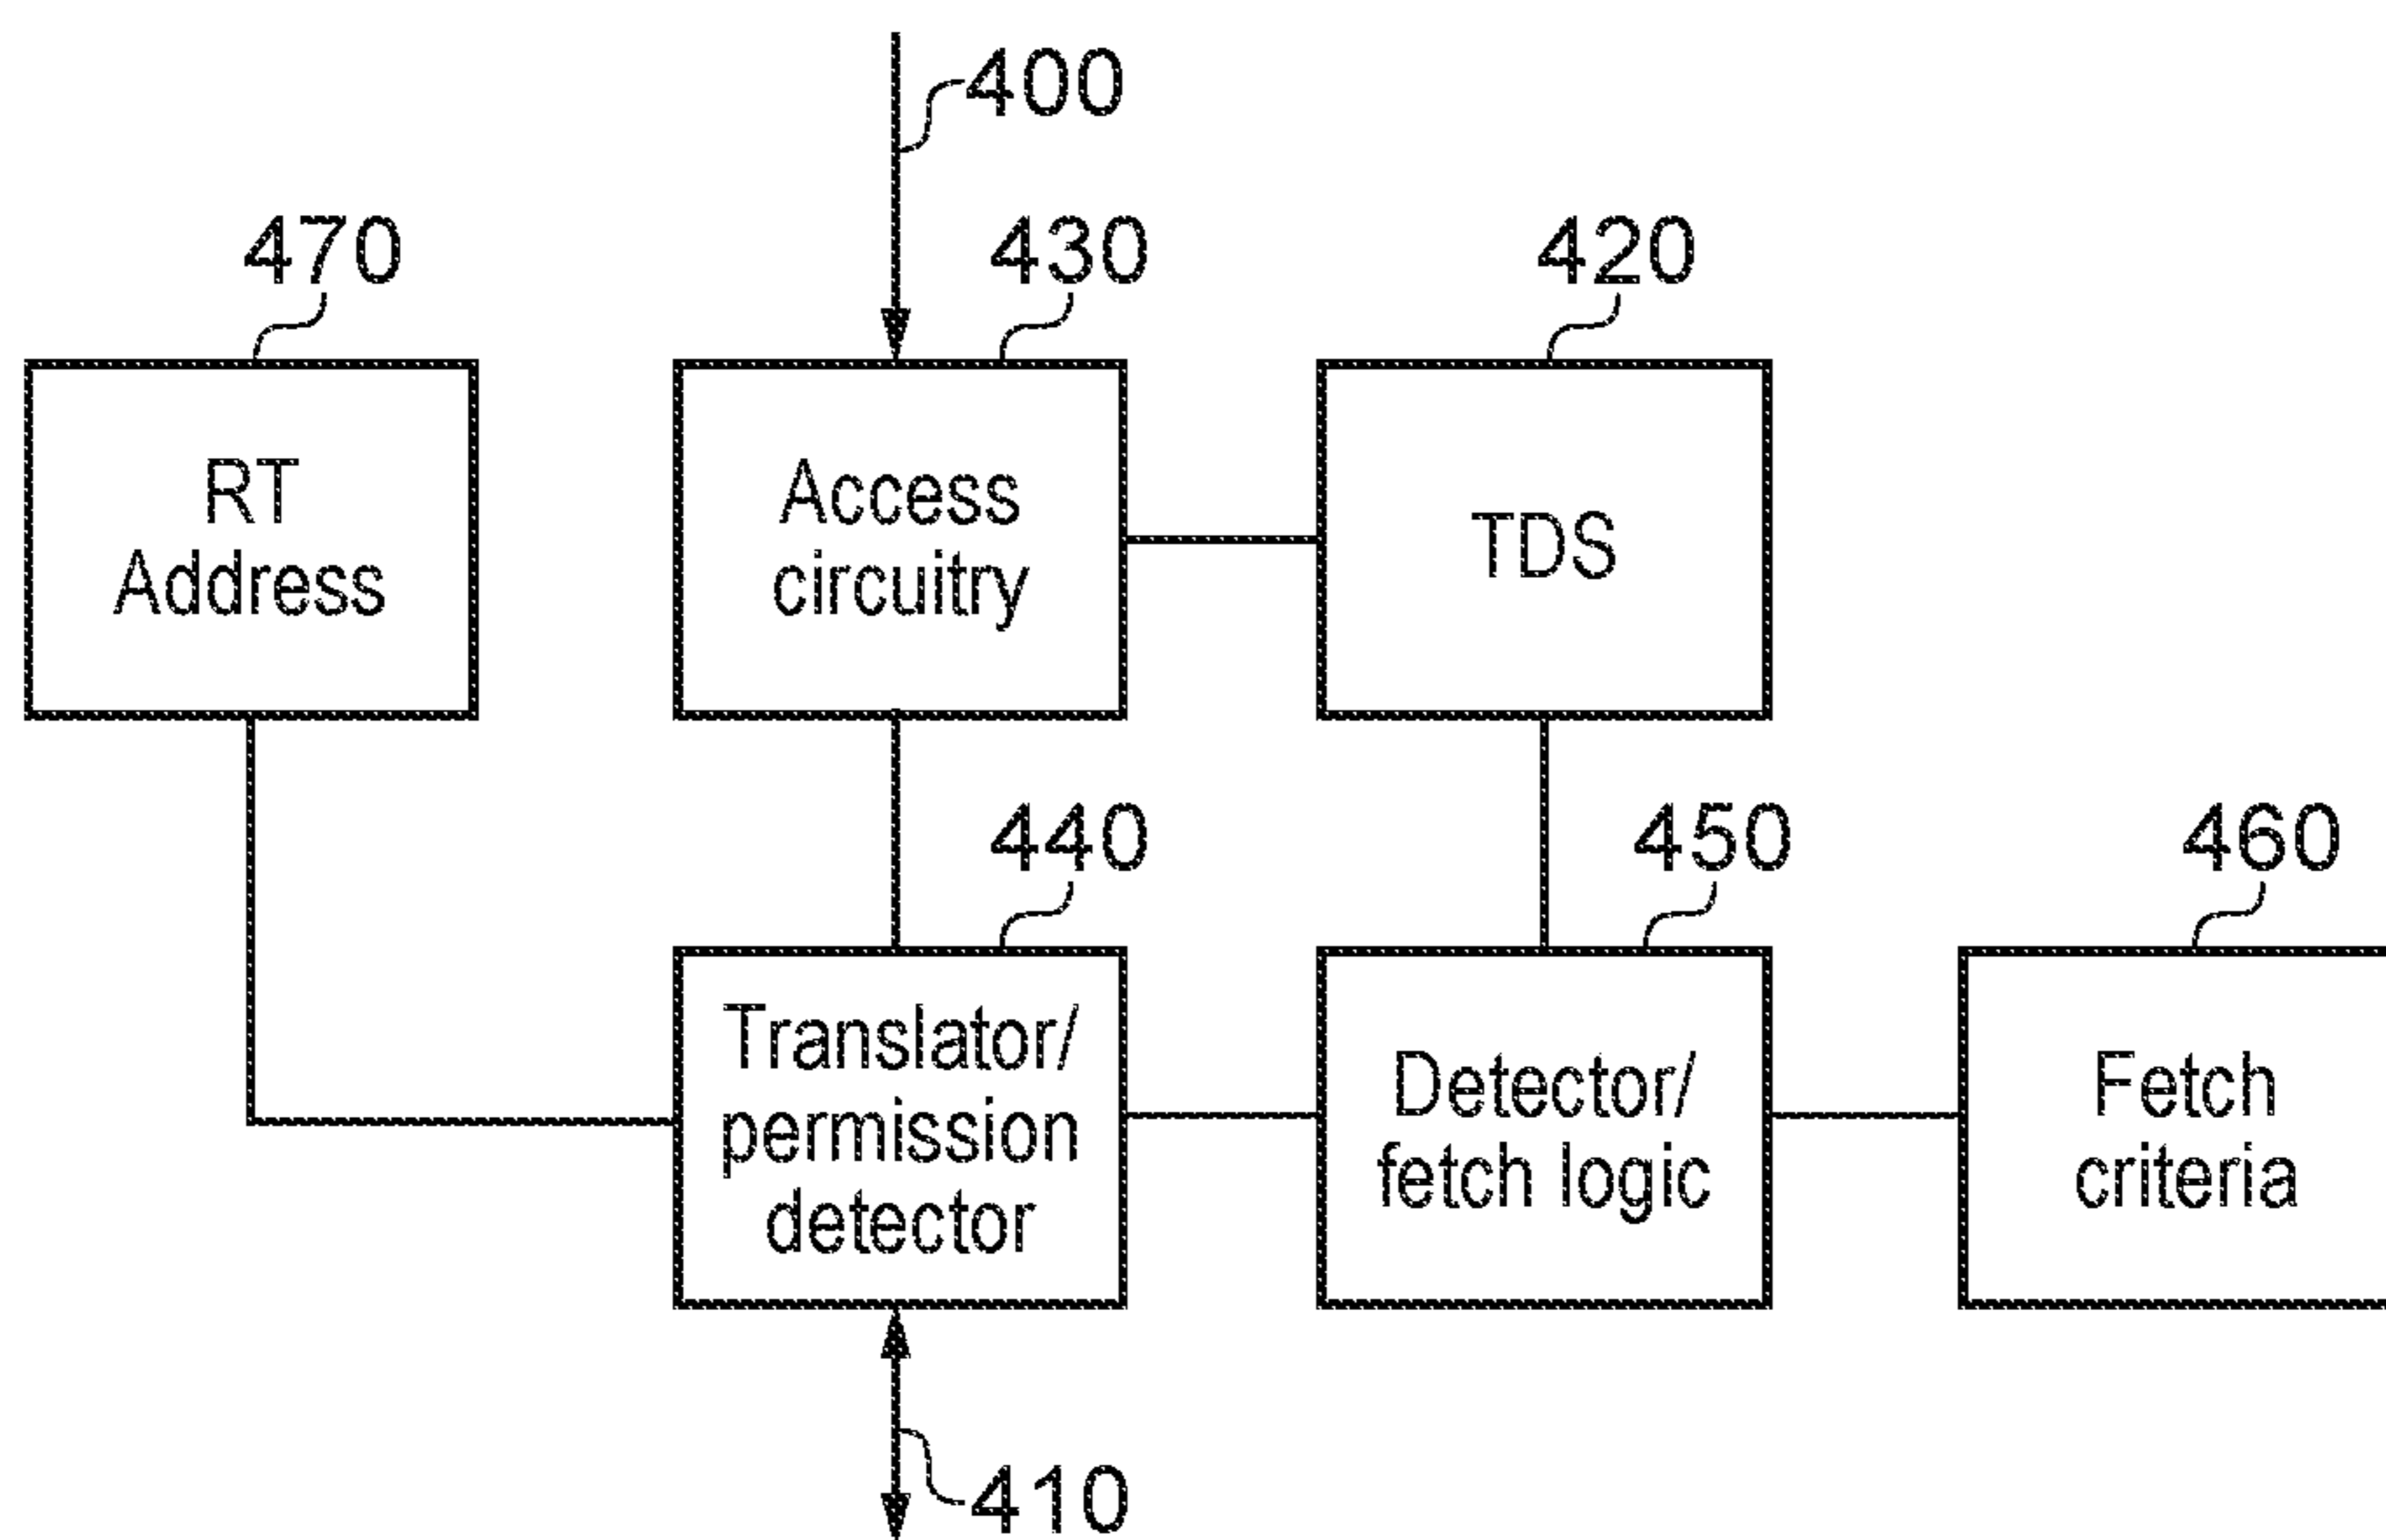 400
470
430
420
RT
Address
Access
circuitry
TDS
440
450
460
Translator/
permission
detector
Detector/
fetch logic
Fetch
criteria
410